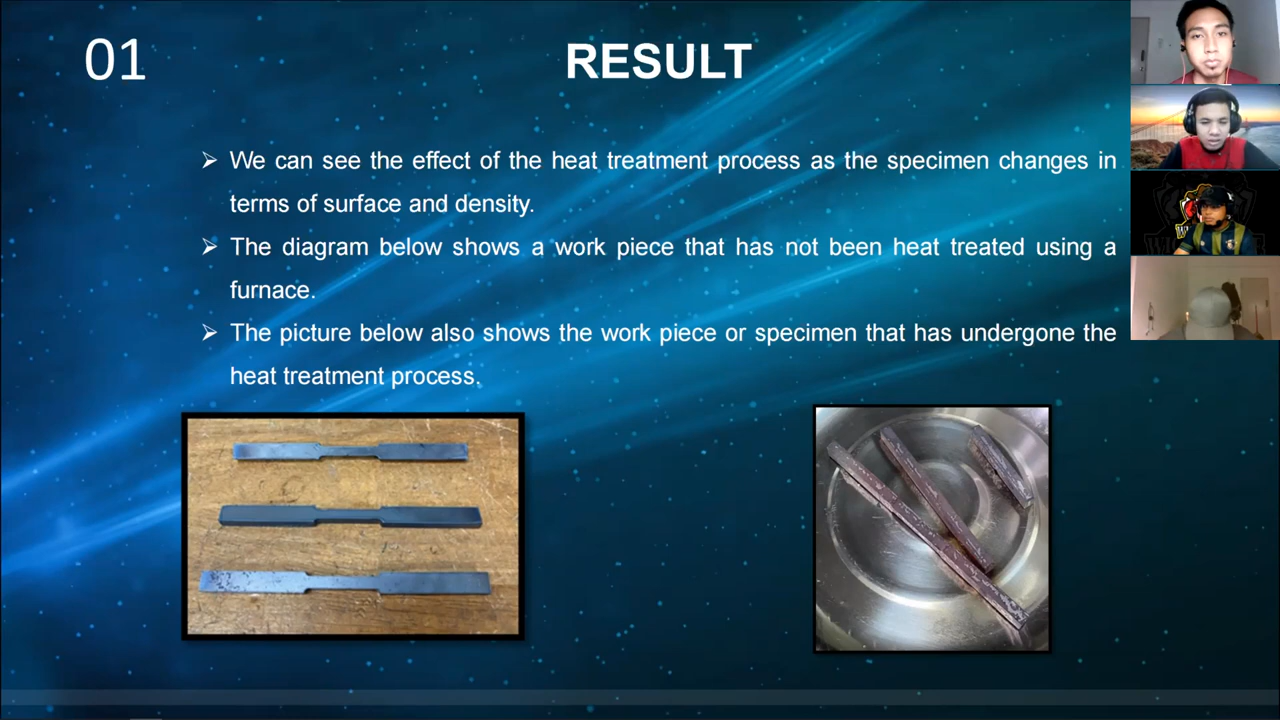 01
RESULT
➢ We can see the effect of the heat treatment process as the specimen changes in
terms of surface and density.
➢ The diagram below shows a work piece that has not been heat treated using a
furnace.
➢ The picture below also shows the work piece or specimen that has undergone the
heat treatment process.